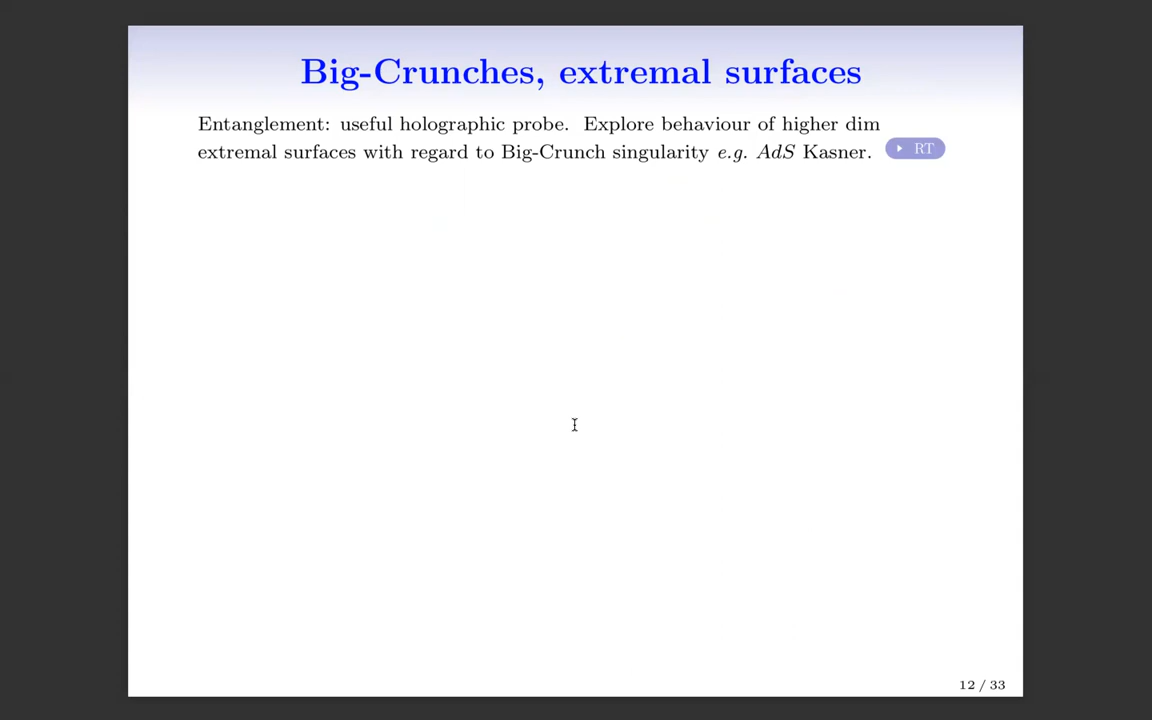 Big-Crunches, extremal surfaces
Entanglement: useful holographic probe. Explore behaviour of higher dim
extremal surfaces with regard to Big-Crunch singularity e.g. AdS Kasner. RT
12 / 33